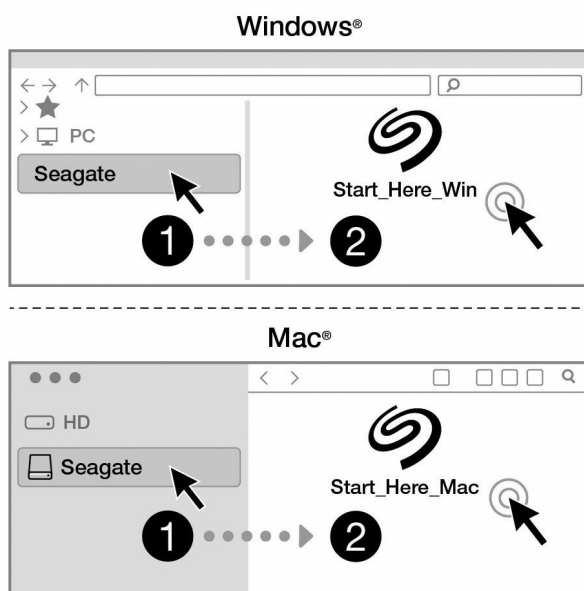 Windows®
PC
Seagate
Start_Here_Win
1
2
Mac®
HD
Seagate
Start_Here_Mac
1
2